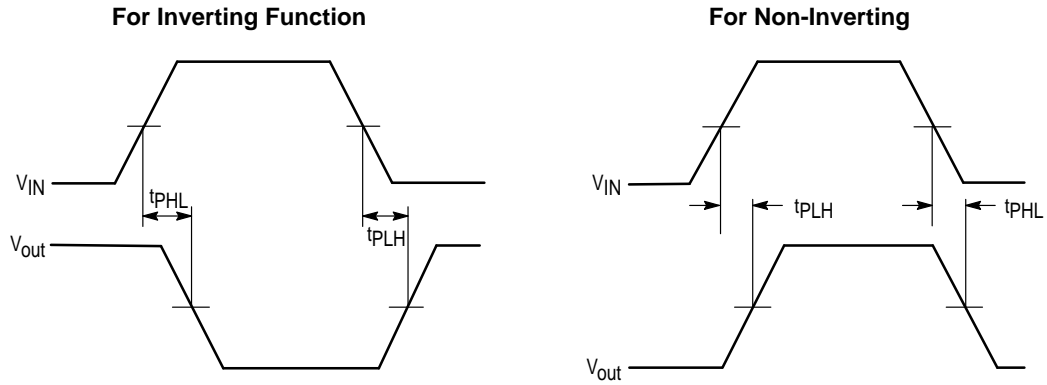 For Inverting Function
For Non-Inverting
VIN
tPHL
tPLH
Vout
VIN
tPLH
tPHL
Vout